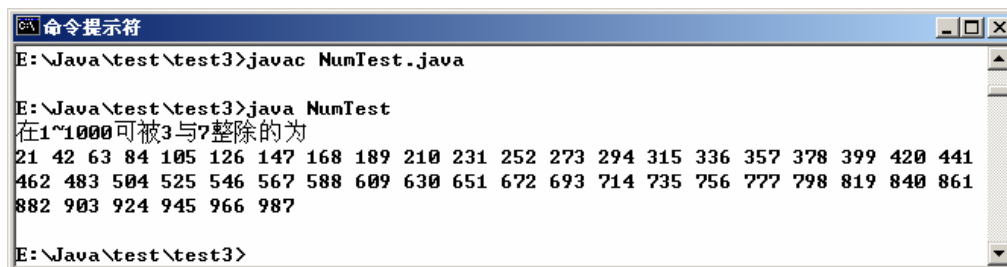 命令提示符
E:\Java\test\test3>javac NumTest.java
E:\Java\test\test3>java NumTest
在1~1000可被3与7整除的为
21 42 63 84 105 126 147 168 189 210 231 252 273 294 315 336 357 378 399 420 441
462 483 504 525 546 567 588 609 630 651 672 693 714 735 756 777 798 819 840 861
882 903 924 945 966 987
E:\Java\test\test3>